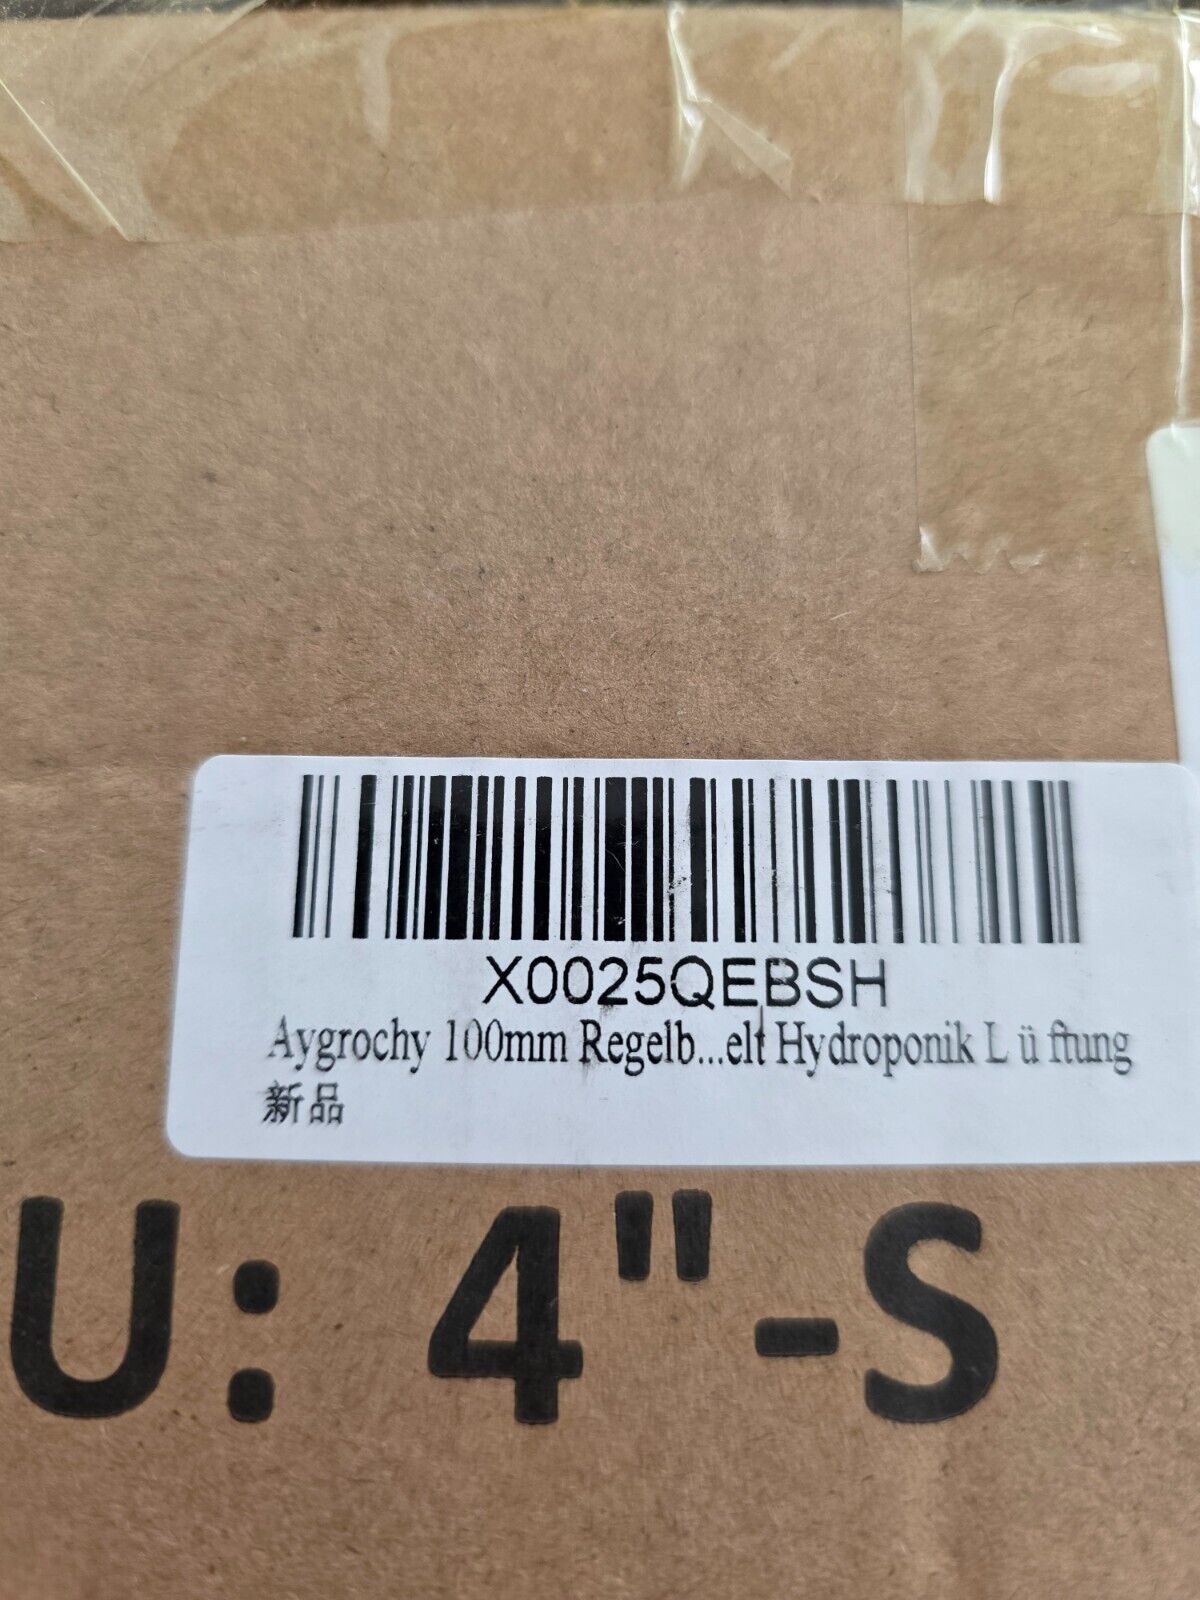 X0025QEBSH
Aygrochy 100mm Regelb...elt Hydroponik L ü ftung
新品
U: 4"-S